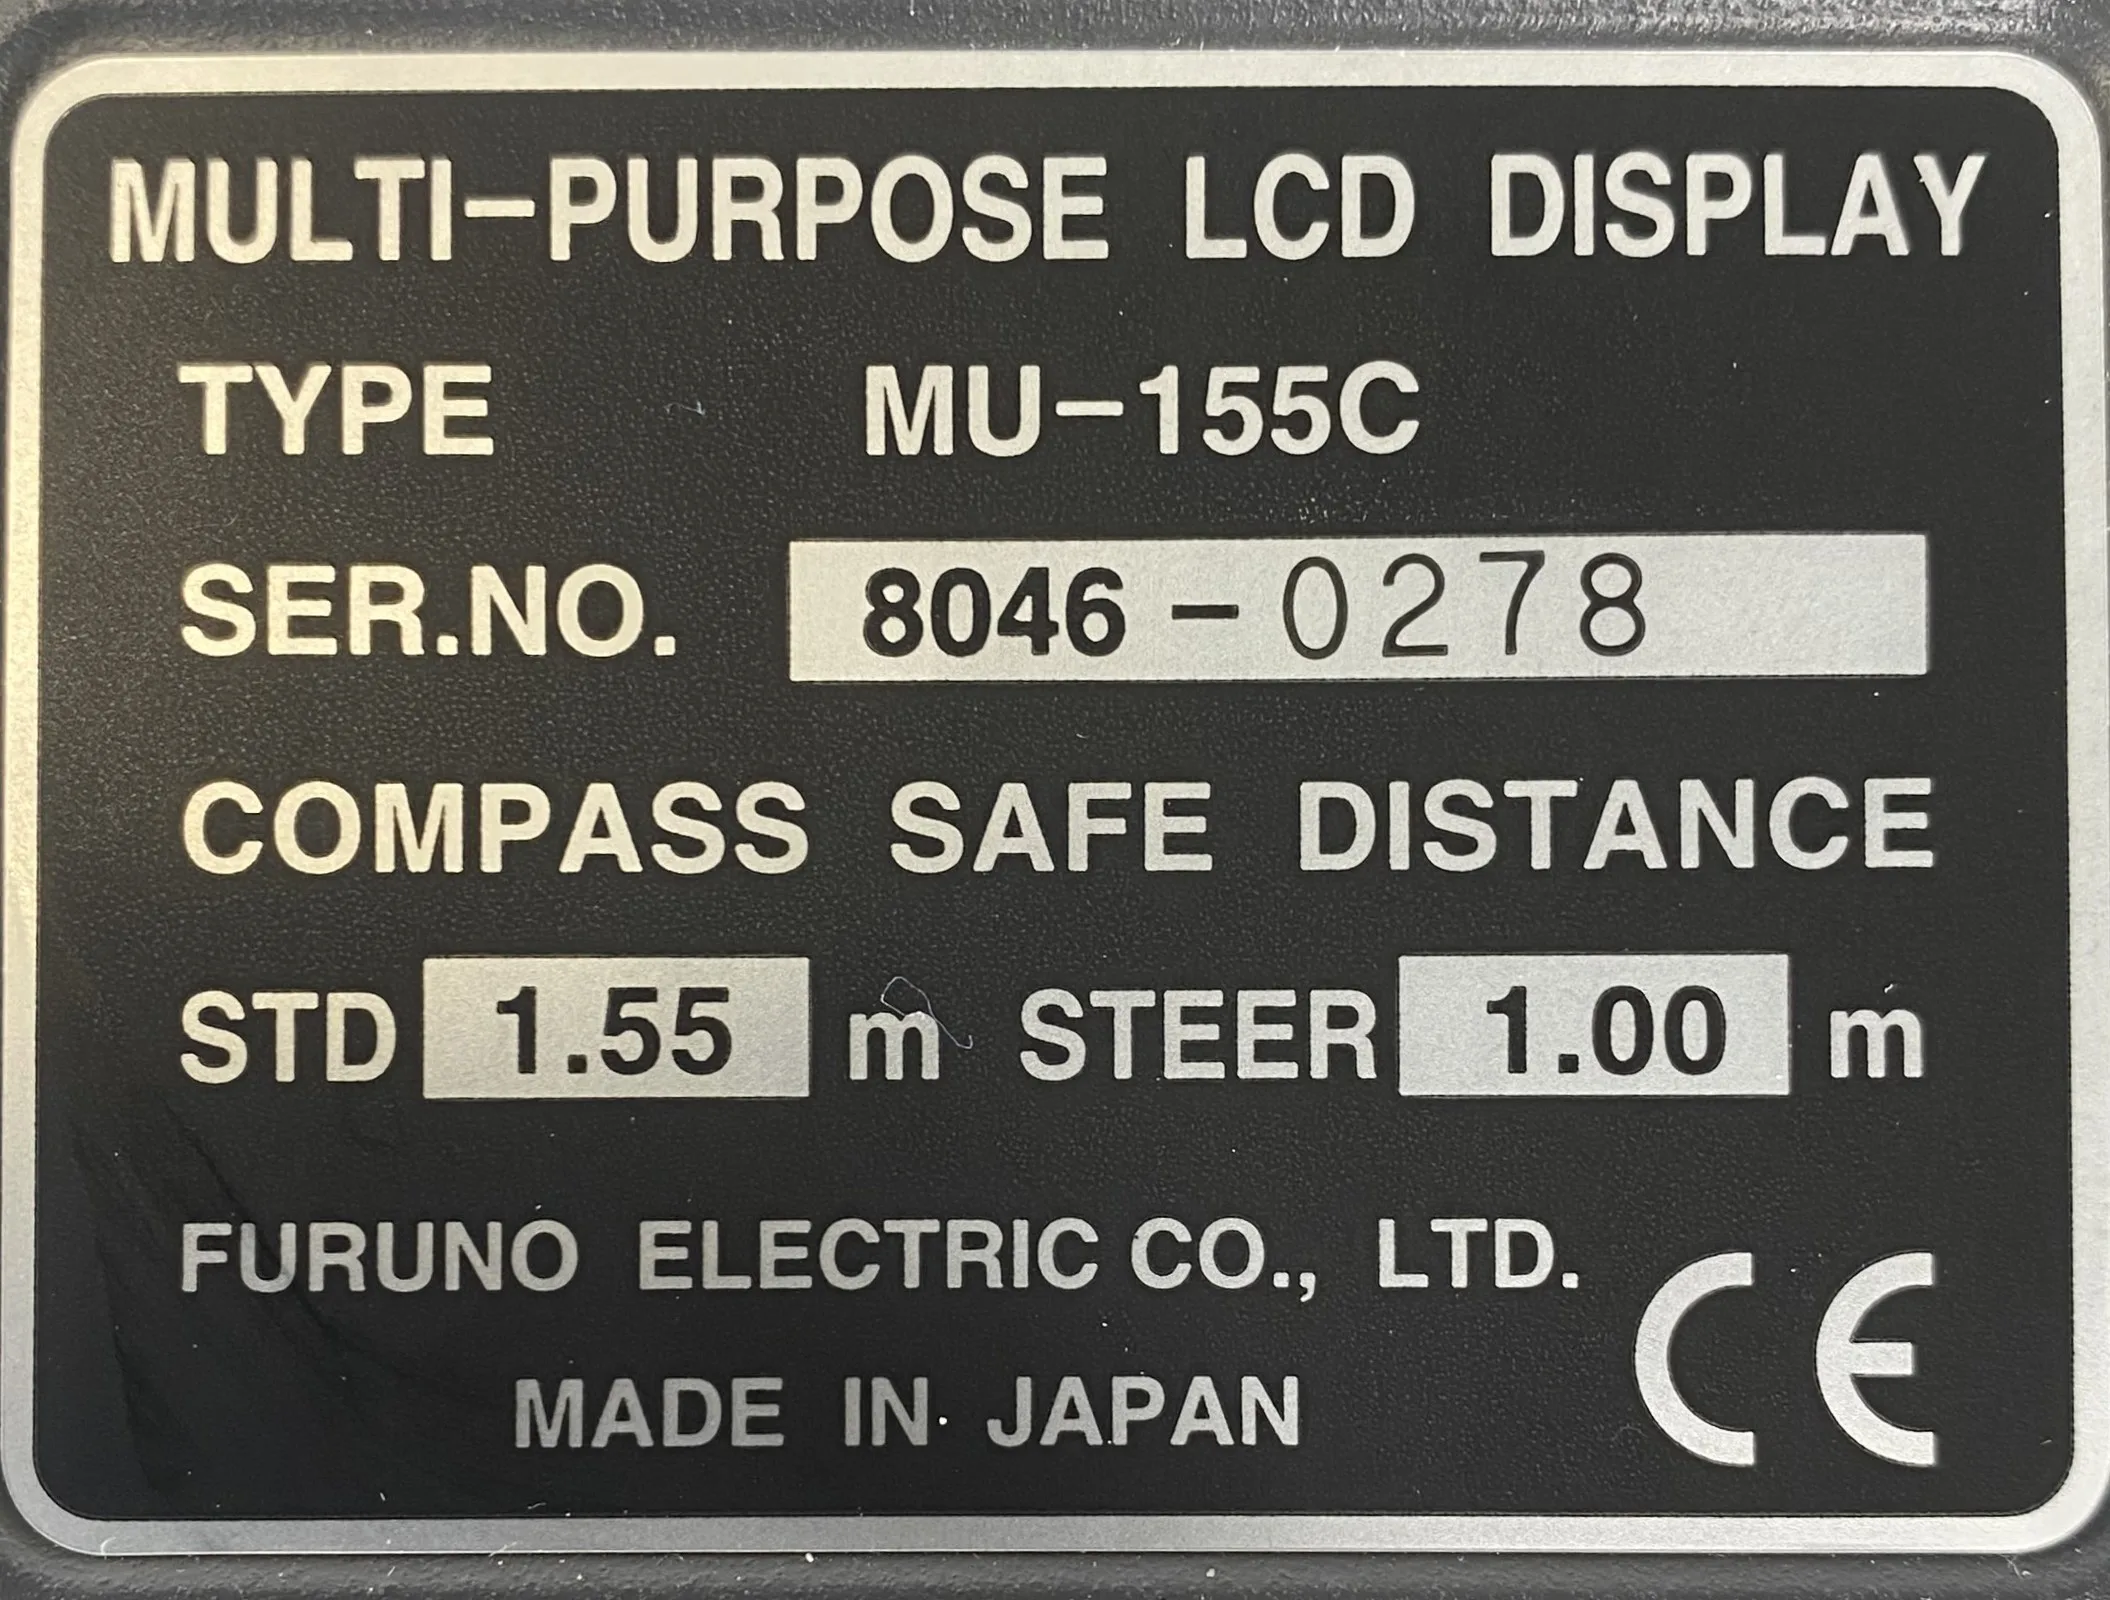 MULTI-PURPOSE LCD DISPLAY
TYPE MU-155C
SER.NO. 8046-0278
COMPASS SAFE DISTANCE
STD 1.55 m STEER 1.00 m
FURUNO ELECTRIC CO., LTD.
MADE IN JAPAN CE